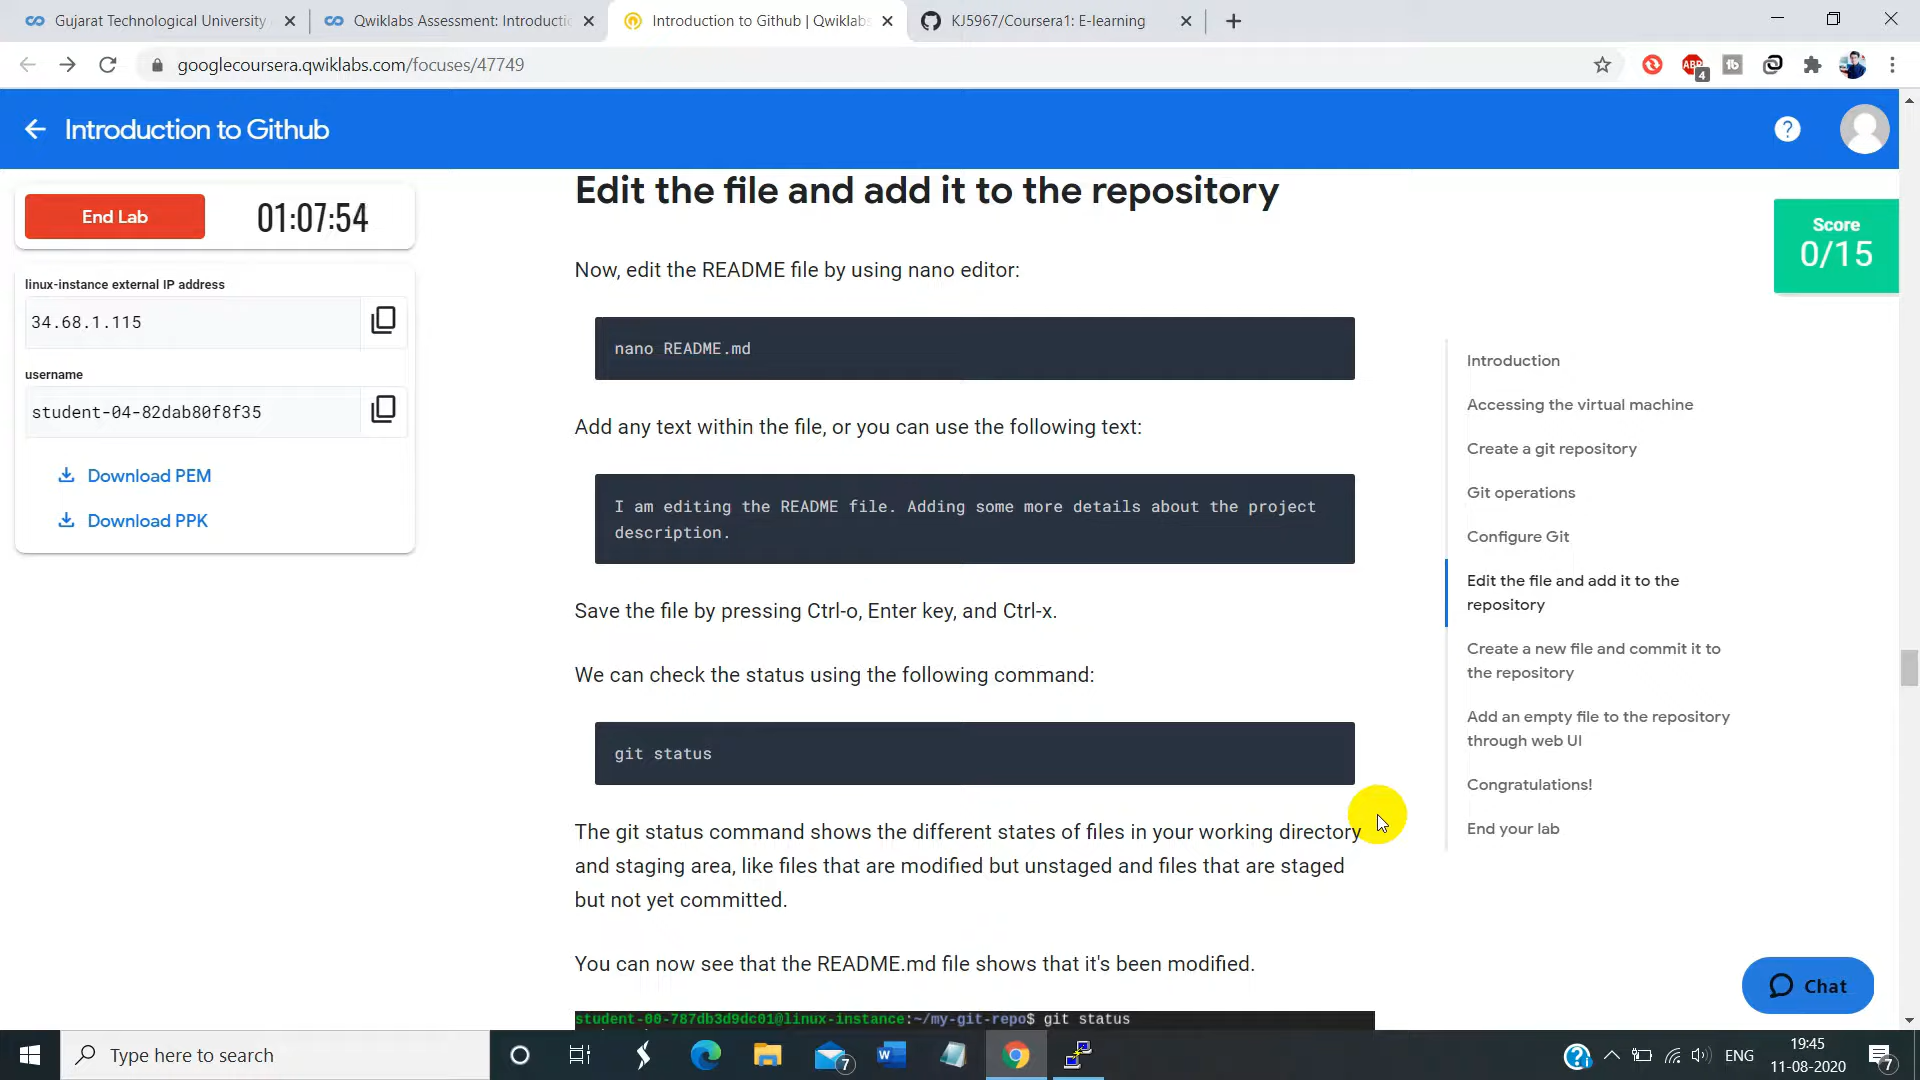 Gujarat Technological University
Qwiklabs Assessment: Introductio
Introduction to Github | Qwiklabs
KJ5967/Coursera1: E-learning
googlecoursera.qwiklabs.com/focuses/47749
ABP
4
Introduction to Github
?
End Lab
01:07:54
linux-instance external IP address
34.68.1.115
username
student-04-82dab80f8f35
Download PEM
Download PPK
Edit the file and add it to the repository
Now, edit the README file by using nano editor:
nano README.md
Add any text within the file, or you can use the following text:
I am editing the README file. Adding some more details about the project
description.
Save the file by pressing Ctrl-o, Enter key, and Ctrl-x.
We can check the status using the following command:
git status
The git status command shows the different states of files in your working directory
and staging area, like files that are modified but unstaged and files that are staged
but not yet committed.
You can now see that the README.md file shows that it's been modified.
student-00-787db3d9dc01@linux-instance:~/my-git-repo$ git status
Score
0/15
Introduction
Accessing the virtual machine
Create a git repository
Git operations
Configure Git
Edit the file and add it to the
repository
Create a new file and commit it to
the repository
Add an empty file to the repository
through web UI
Congratulations!
End your lab
Chat
Type here to search
7
W
ENG
19:45
11-08-2020
7